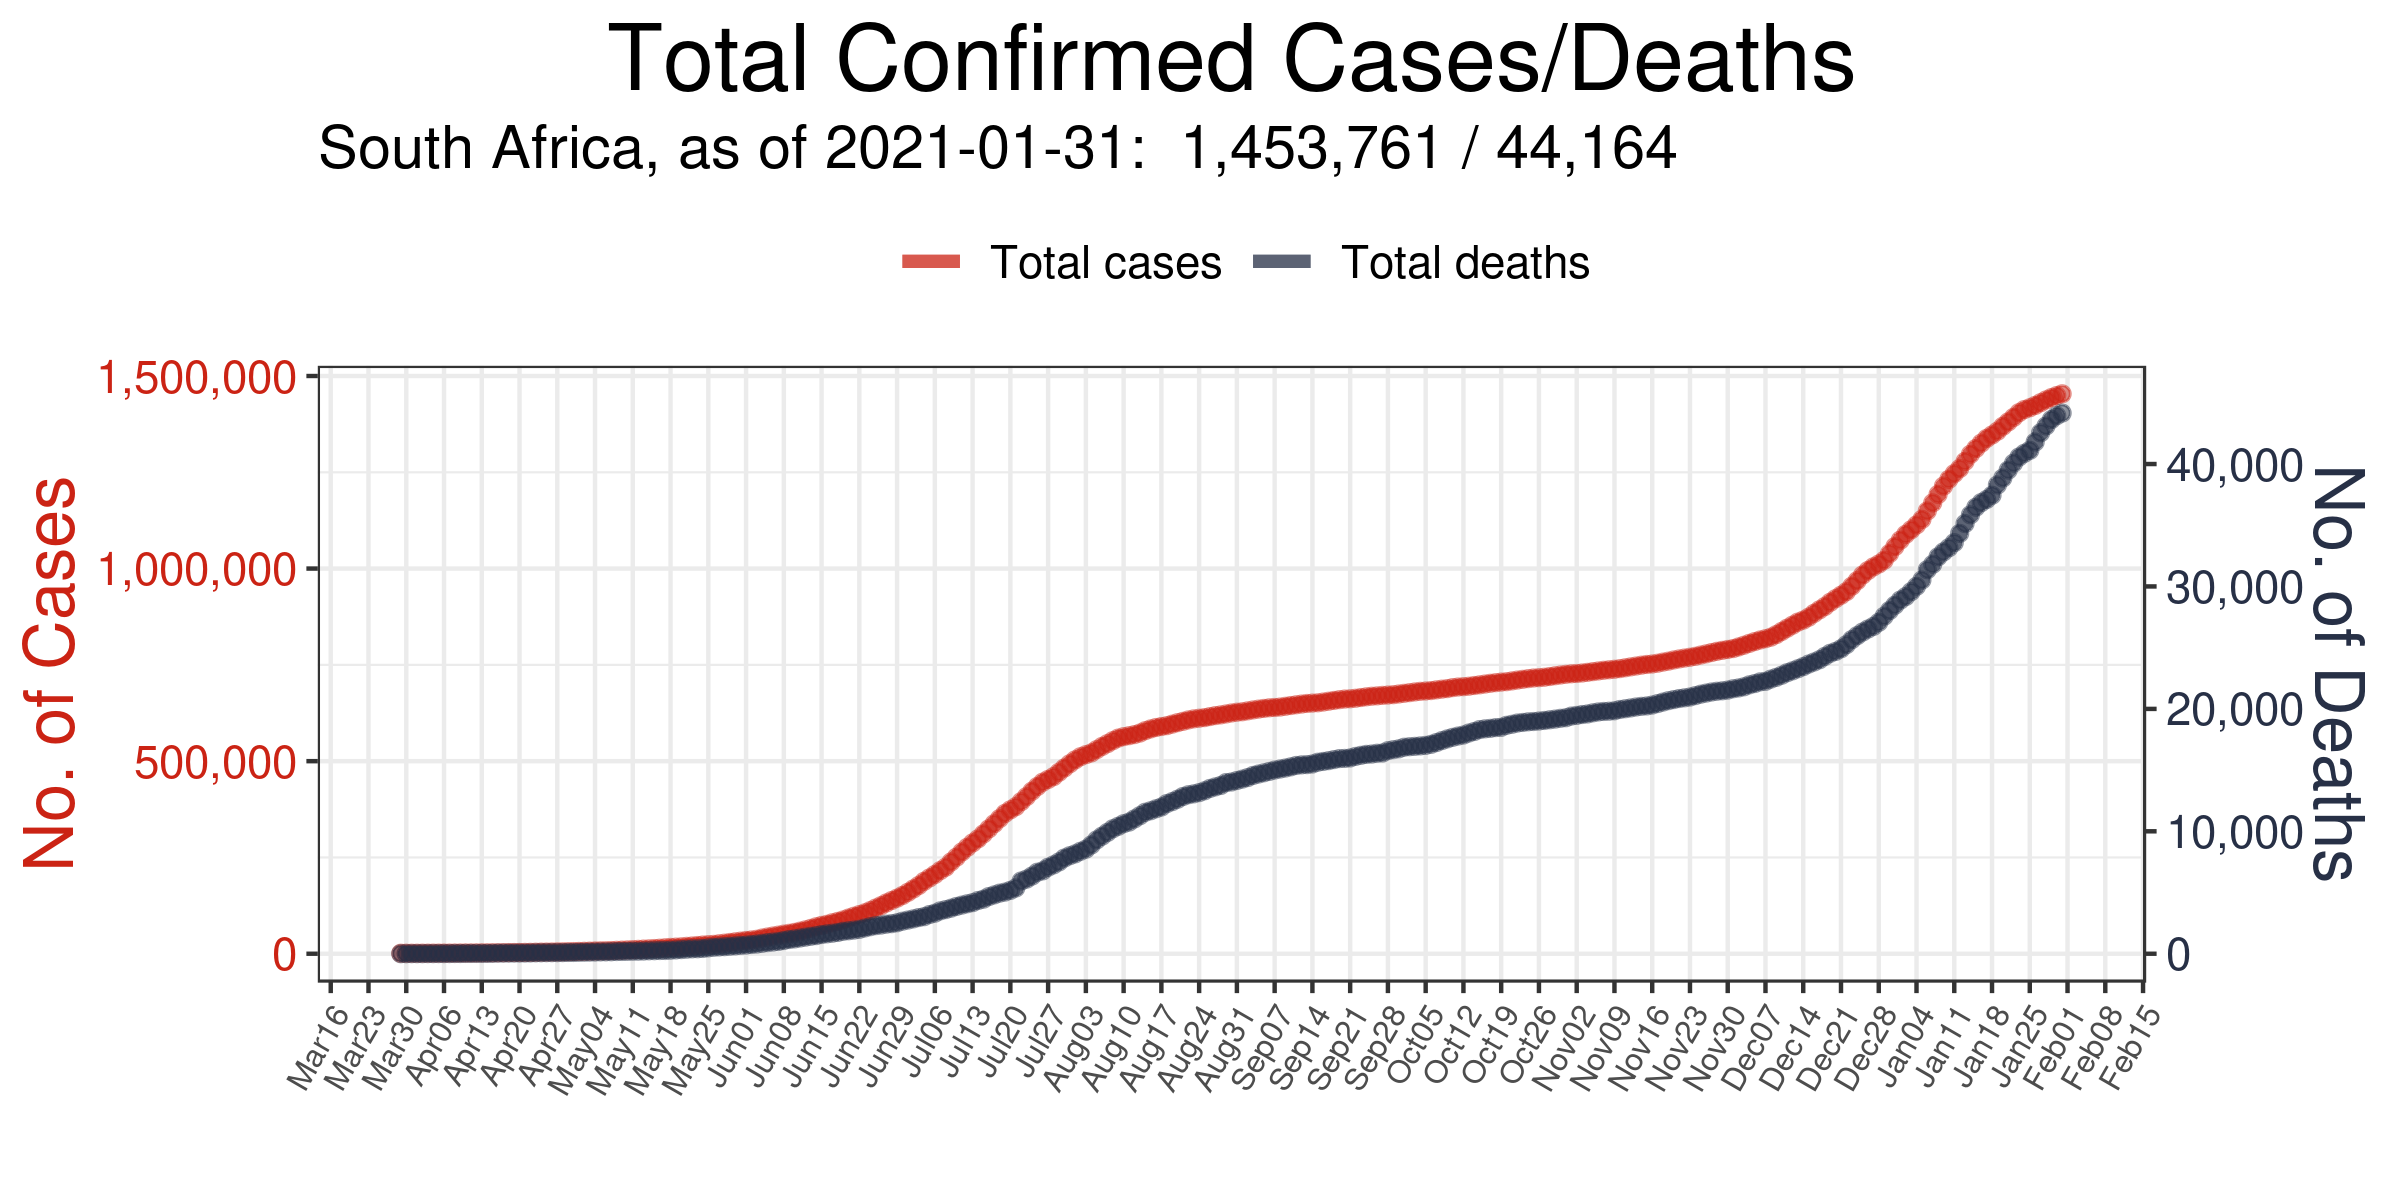 Total Confirmed Cases/Deaths
South Africa, as of 2021-01-31:  1,453,761 / 44,164
Total cases
Total deaths
No. of Cases
1,500,000
1,000,000
500,000
0
40,000
30,000
20,000
10,000
0
No. of Deaths
Mar16
Mar23
Mar30
Apr06
Apr13
Apr20
Apr27
May04
May11
May18
May25
Jun01
Jun08
Jun15
Jun22
Jun29
Jul06
Jul13
Jul20
Jul27
Aug03
Aug10
Aug17
Aug24
Aug31
Sep07
Sep14
Sep21
Sep28
Oct05
Oct12
Oct19
Oct26
Nov02
Nov09
Nov16
Nov23
Nov30
Dec07
Dec14
Dec21
Dec28
Jan04
Jan11
Jan18
Jan25
Feb01
Feb08
Feb15